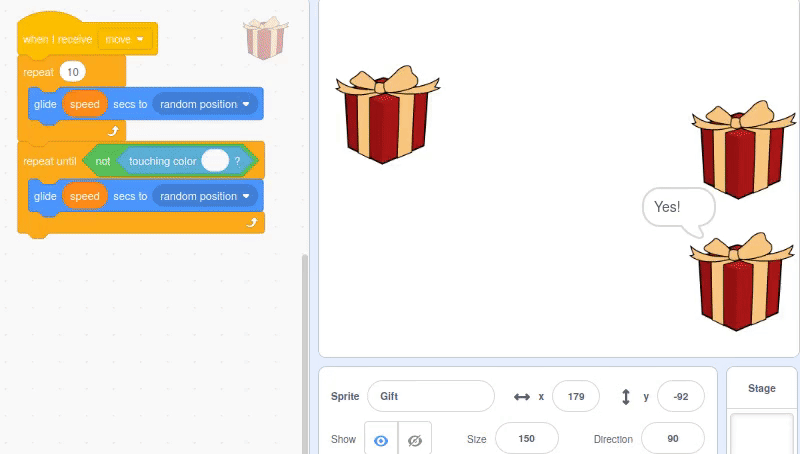 when I receive move
repeat 10
glide speed secs to random position
repeat until not touching color ?
glide speed secs to random position
Yes!
Sprite Gift x 179 y -92
Show Size 150 Direction 90
Stage